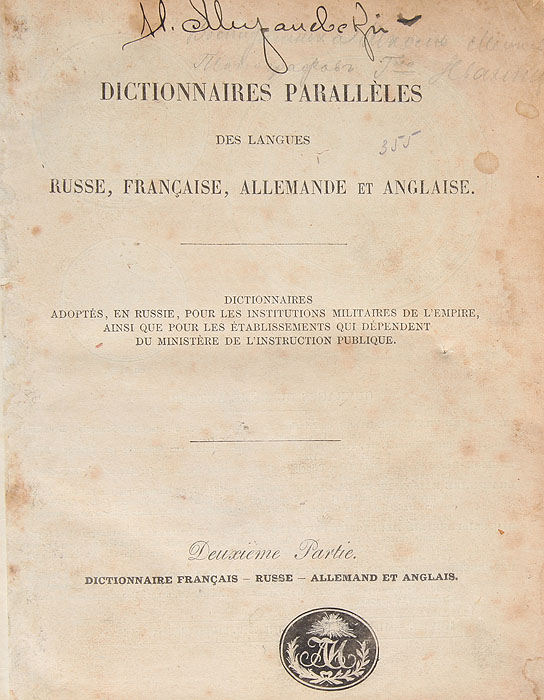 DICTIONNAIRES PARALLÈLES
DES LANGUES
355
RUSSE, FRANÇAISE, ALLEMANDE ET ANGLAISE.
DICTIONNAIRES
ADOPTÉS, EN RUSSIE, POUR LES INSTITUTIONS MILITAIRES DE L'EMPIRE,
AINSI QUE POUR LES ÉTABLISSEMENTS QUI DÉPENDENT
DU MINISTÈRE DE L'INSTRUCTION PUBLIQUE.
Deuxième Partie.
DICTIONNAIRE FRANÇAIS – RUSSE – ALLEMAND ET ANGLAIS.